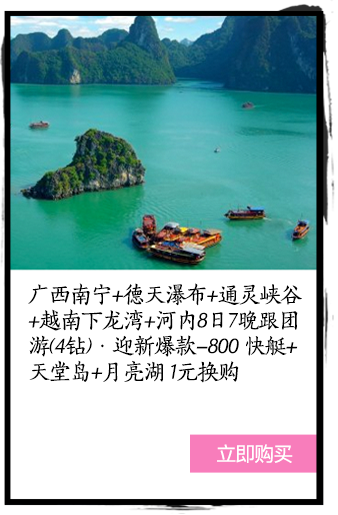 广西南宁+德天瀑布+通灵峡谷
+越南下龙湾+河内8日7晚跟团
游(4钻)·迎新爆款-800 快艇+
天堂岛+月亮湖 1元换购
立即购买